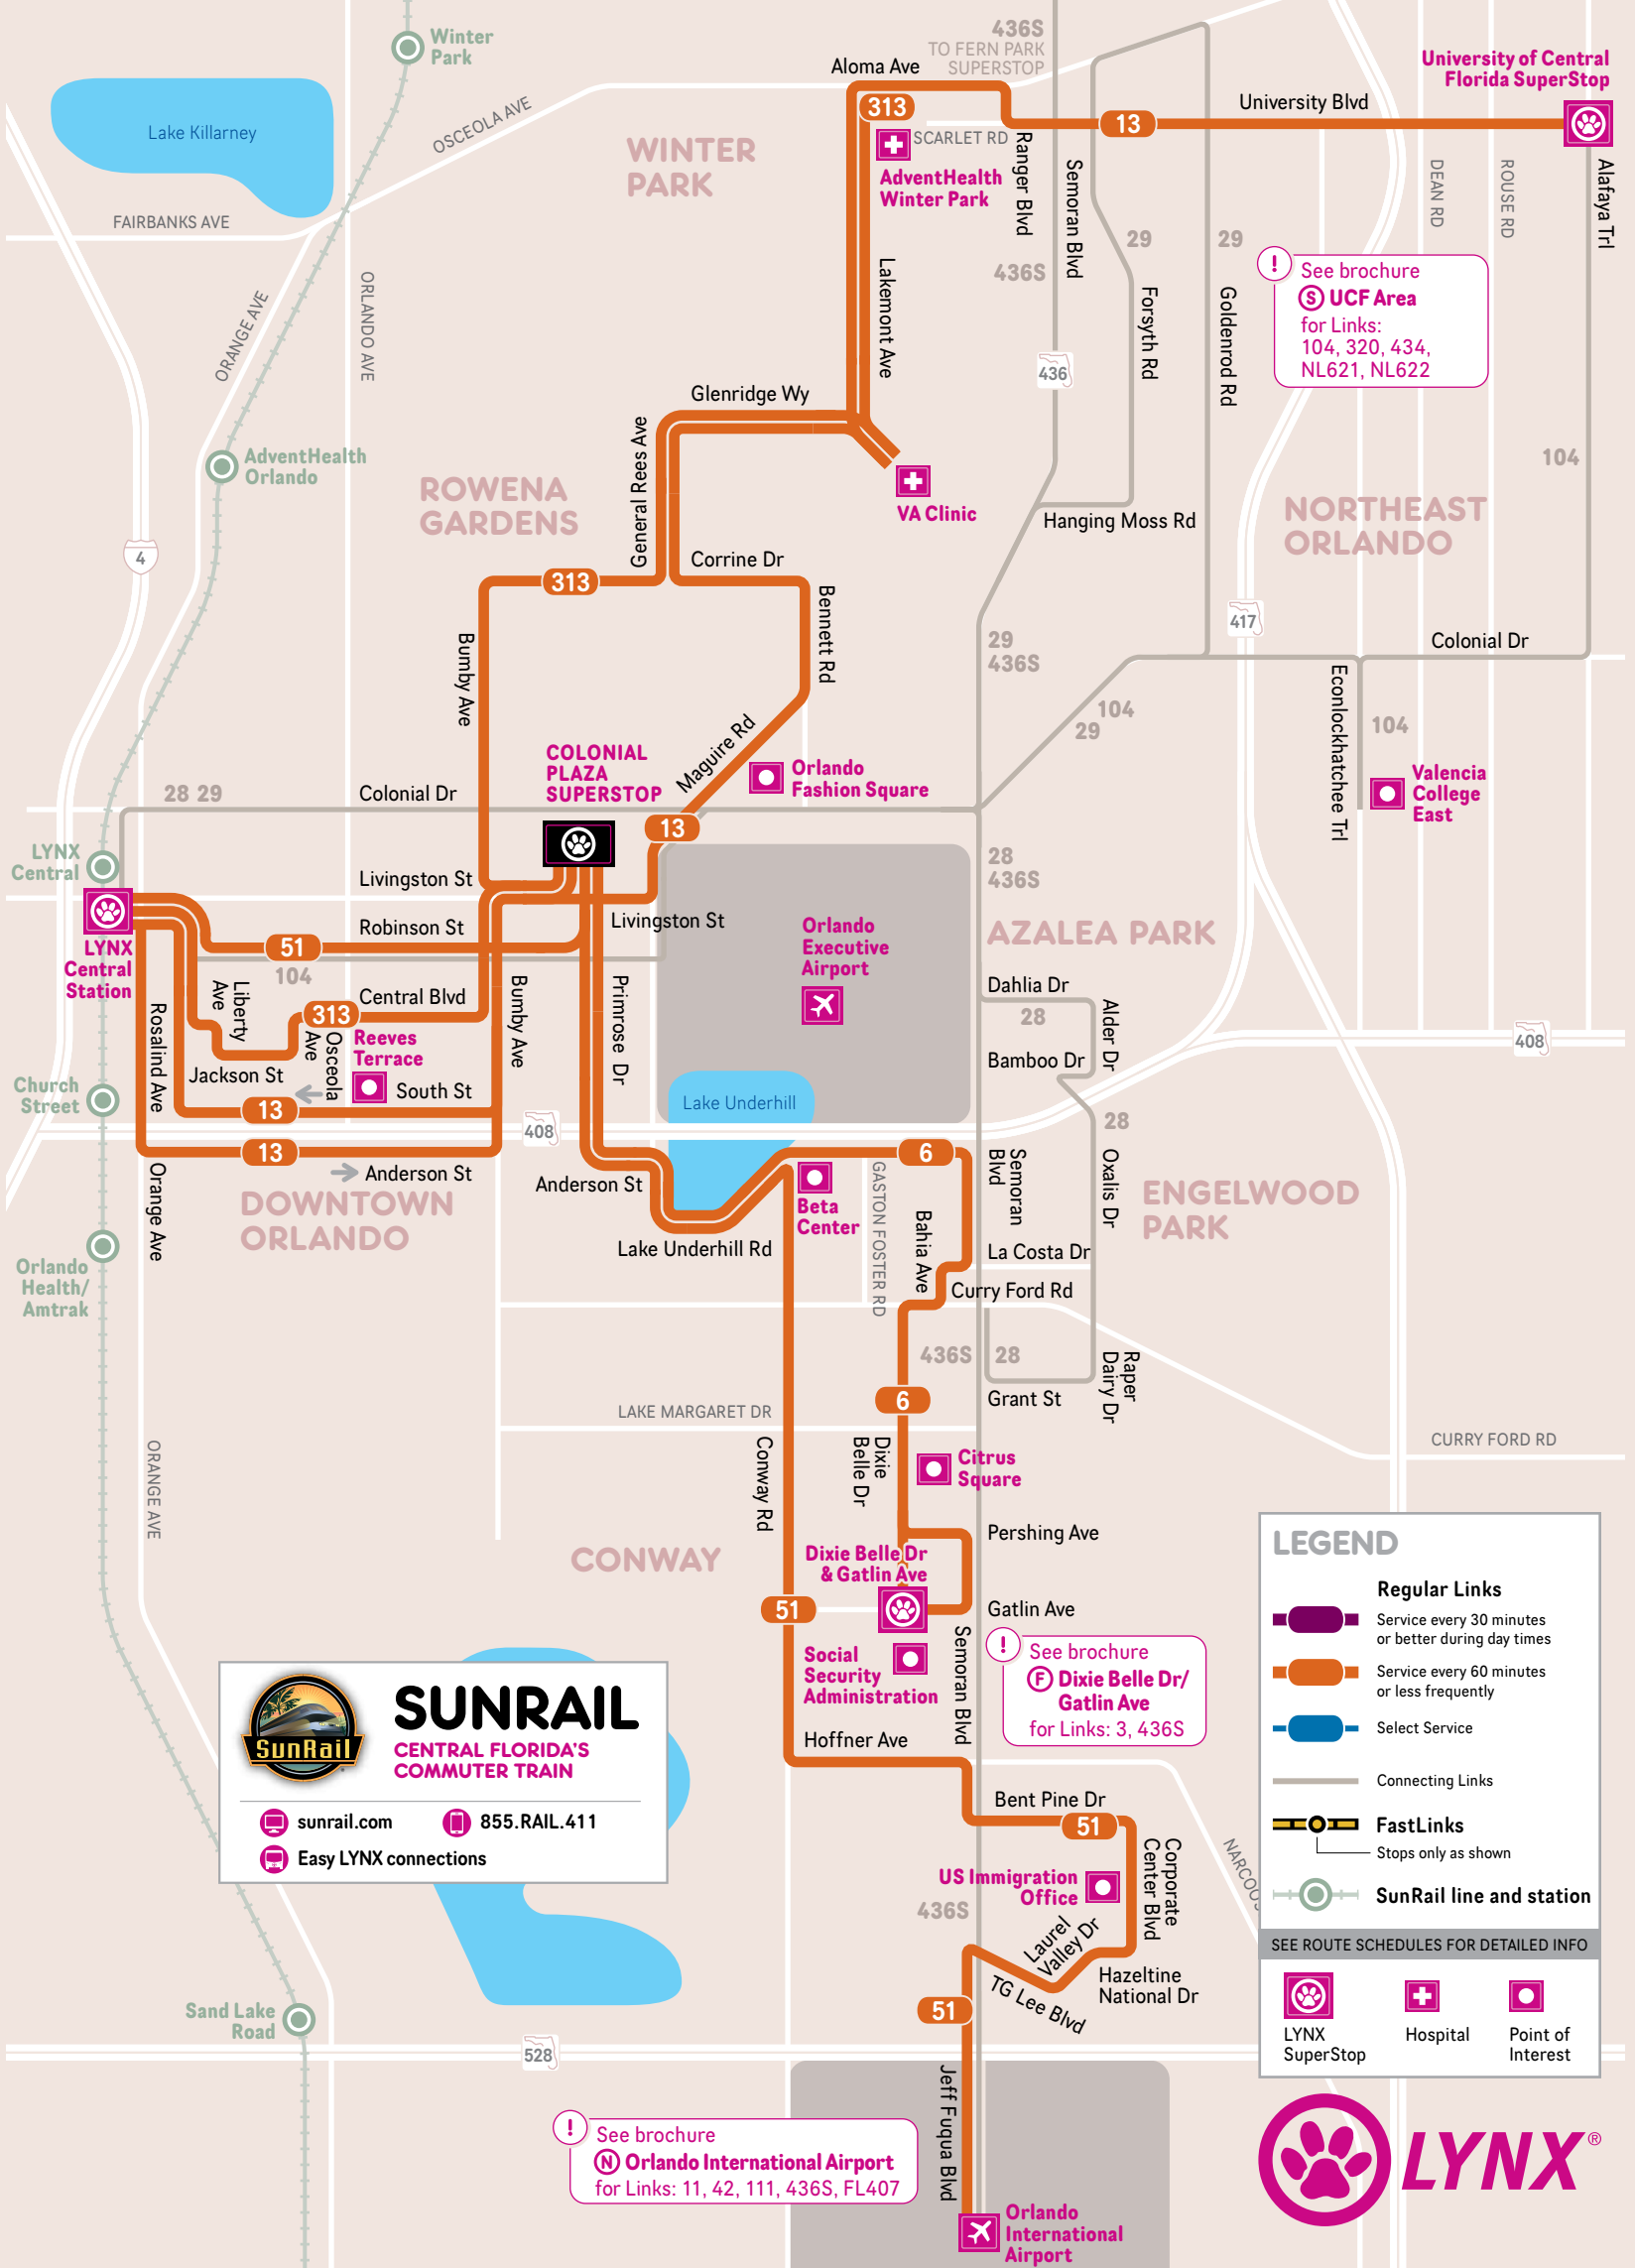 Winter
Park
436S
TO FERN PARK
SUPERSTOP
University of Central
Florida SuperStop
Aloma Ave
University Blvd
313
13
Lake Killarney
OSCEOLA AVE
WINTER
PARK
SCARLET RD
AdventHealth
Winter Park
Ranger Blvd
Semoran Blvd
DEAN RD
ROUSE RD
Alafaya Trl
FAIRBANKS AVE
29
29
436S
Lakemont Ave
ORLANDO AVE
ORANGE AVE
Forsyth Rd
Goldenrod Rd
!
See brochure
S UCF Area
for Links:
104, 320, 434,
NL621, NL622
436
Glenridge Wy
General Rees Ave
AdventHealth
Orlando
ROWENA
GARDENS
VA Clinic
Hanging Moss Rd
104
NORTHEAST
ORLANDO
4
Corrine Dr
313
Bennett Rd
Bumby Ave
29
436S
417
Colonial Dr
Econlockhatchee Trl
104
29
104
Maguire Rd
COLONIAL
PLAZA
SUPERSTOP
Orlando
Fashion Square
Valencia
College
East
28 29
Colonial Dr
13
LYNX
Central
28
436S
Livingston St
Livingston St
Robinson St
51
104
LYNX
Central
Station
Orlando
Executive
Airport
AZALEA PARK
Liberty
Ave
Central Blvd
313
Rosalind Ave
Osceola
Ave
Reeves
Terrace
Bumby Ave
Primrose Dr
Dahlia Dr
28
Alder Dr
Bamboo Dr
408
Jackson St
South St
Church
Street
13
Lake Underhill
408
28
13
Anderson St
Orange Ave
DOWNTOWN
ORLANDO
Anderson St
6
Beta
Center
GASTON FOSTER RD
Semoran
Blvd
Oxalis Dr
ENGELWOOD
PARK
Lake Underhill Rd
Bahia Ave
La Costa Dr
Curry Ford Rd
Orlando
Health/
Amtrak
436S
28
Raper
Dairy Dr
Grant St
6
LAKE MARGARET DR
CURRY FORD RD
ORANGE AVE
Conway Rd
Dixie
Belle Dr
Citrus
Square
Pershing Ave
CONWAY
Dixie Belle Dr
& Gatlin Ave
51
Gatlin Ave
Social
Security
Administration
Semoran Blvd
!
See brochure
F Dixie Belle Dr/
Gatlin Ave
for Links: 3, 436S
Hoffner Ave
Bent Pine Dr
51
Corporate
Center Blvd
US Immigration
Office
436S
Laurel
Valley Dr
Hazeltine
National Dr
TG Lee Blvd
51
SunRail
SUNRAIL
CENTRAL FLORIDA'S
COMMUTER TRAIN
sunrail.com
855.RAIL.411
Easy LYNX connections
Sand Lake
Road
528
Jeff Fuqua Blvd
!
See brochure
N Orlando International Airport
for Links: 11, 42, 111, 436S, FL407
Orlando
International
Airport
LEGEND
Regular Links
Service every 30 minutes
or better during day times
Service every 60 minutes
or less frequently
Select Service
Connecting Links
FastLinks
Stops only as shown
SunRail line and station
SEE ROUTE SCHEDULES FOR DETAILED INFO
LYNX
SuperStop
Hospital
Point of
Interest
LYNX®